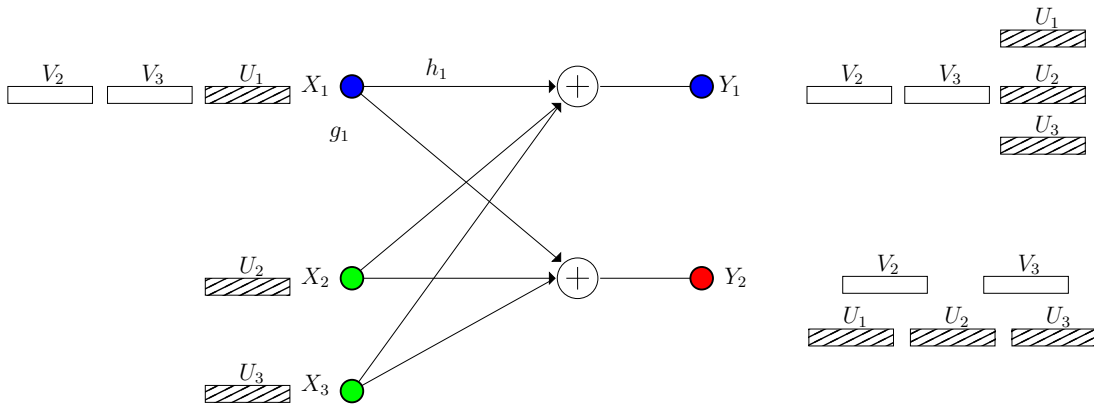 V2 V3 U1 X1 h1 Y1 V2 V3 U1
U2
U3
g1
U2 X2 Y2 V2 V3
U1 U2 U3
U3 X3